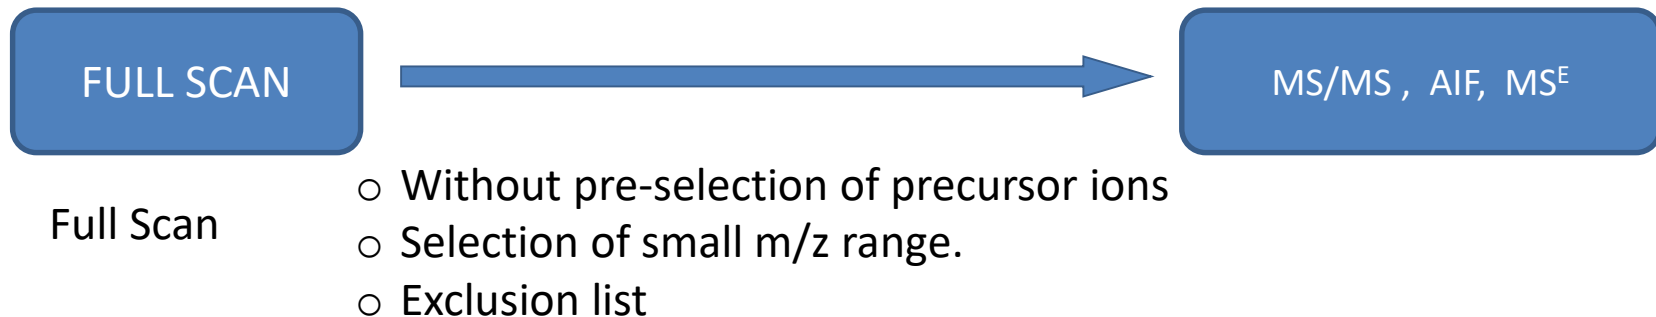 FULL SCAN
MS/MS , AIF, MSᴱ
Full Scan
○ Without pre-selection of precursor ions
○ Selection of small m/z range.
○ Exclusion list